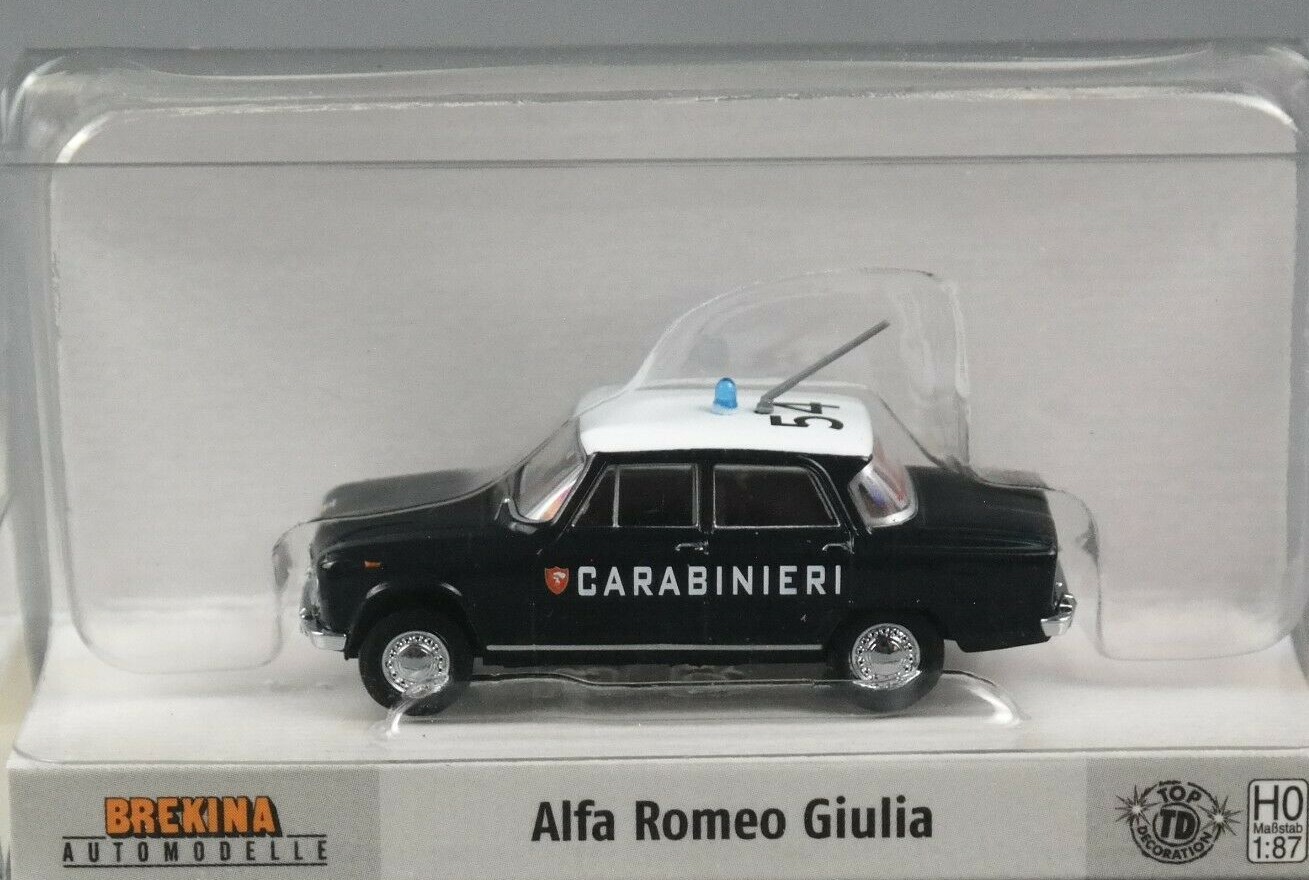 54
CARABINIERI
BREKINA
AUTOMODELLE
Alfa Romeo Giulia
TOP
TD
DECORATION
H0
Maßstab
1:87